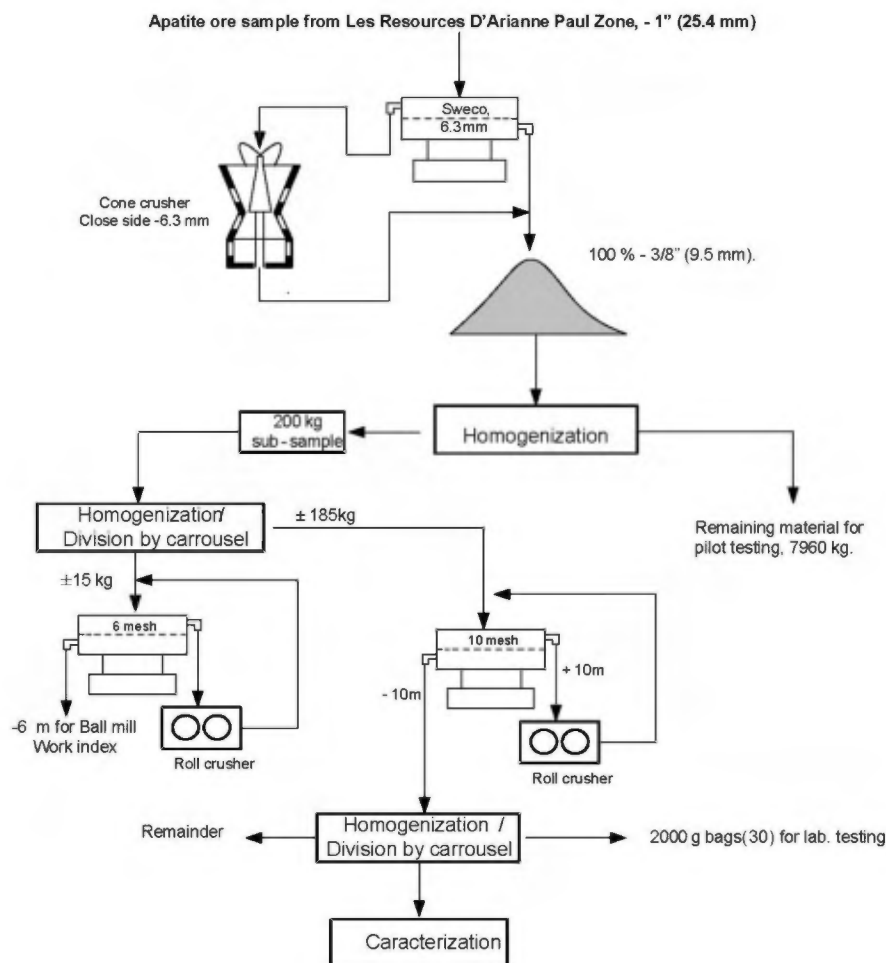 Apatite ore sample from Les Resources D'Arianne Paul Zone, - 1" (25.4 mm)
Sweco,
6.3mm
Cone crusher
Close side -6.3 mm
100 % - 3/8" (9.5 mm).
200 kg
sub - sample
Homogenization
Homogenization/
Division by carrousel
± 185kg
Remaining material for
pilot testing, 7960 kg.
±15 kg
6 mesh
10 mesh
+ 10m
- 10m
-6 m for Ball mill
Work index
Roll crusher
Roll crusher
Remainder
Homogenization /
Division by carrousel
2000 g bags(30) for lab. testing
Caracterization